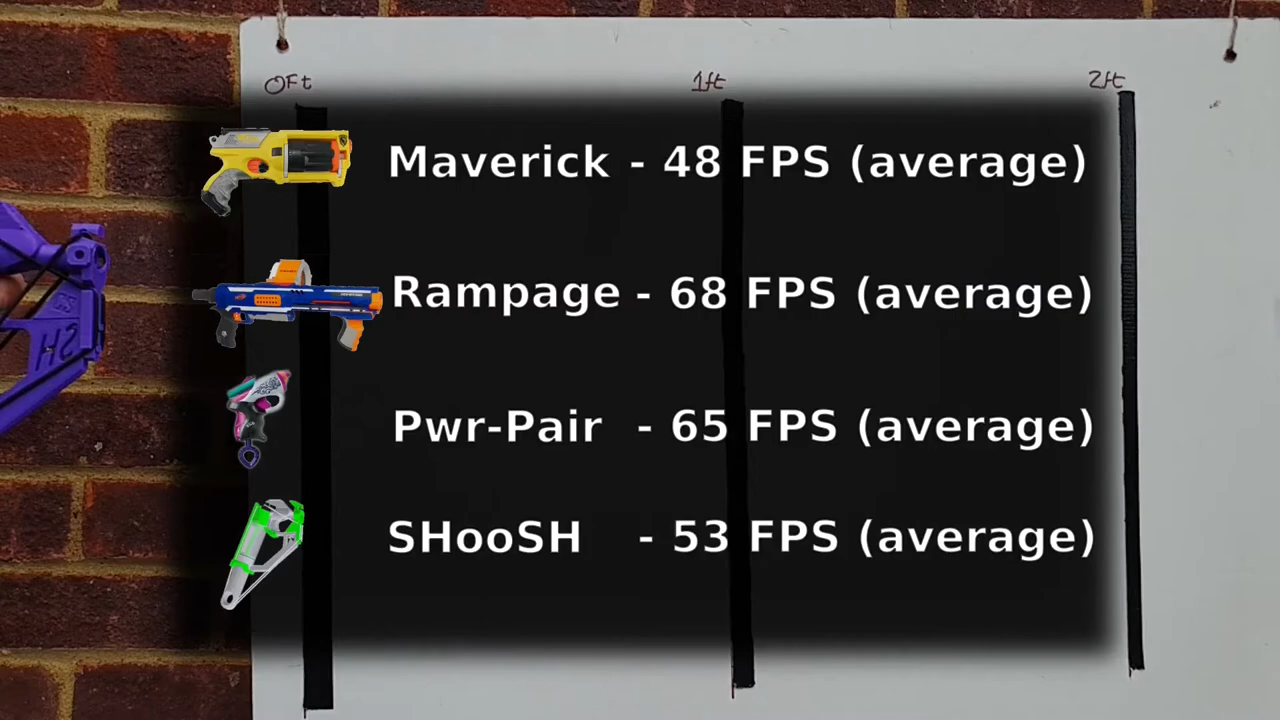 0Ft 1ft 2ft
Maverick - 48 FPS (average)
Rampage - 68 FPS (average)
Pwr-Pair - 65 FPS (average)
SHooSH - 53 FPS (average)
SH